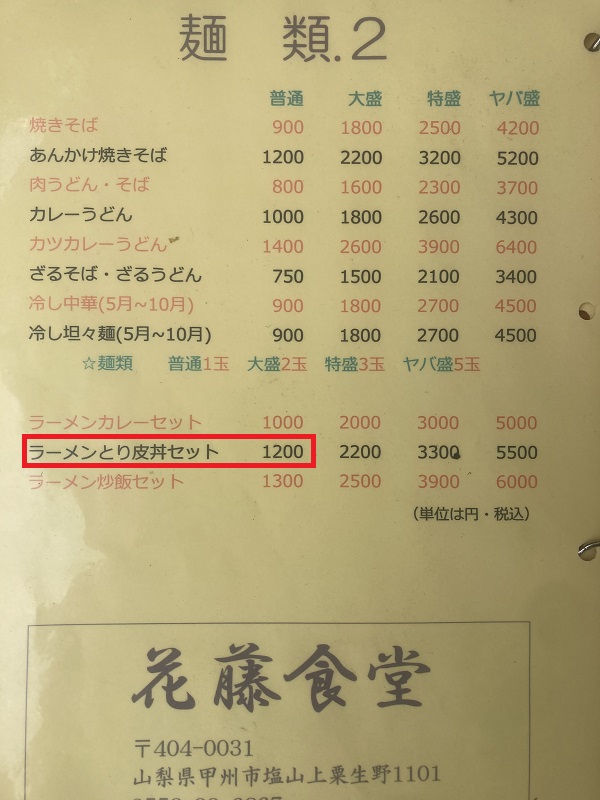 麺 類.2
普通 大盛 特盛 ヤバ盛
焼きそば 900 1800 2500 4200
あんかけ焼きそば 1200 2200 3200 5200
肉うどん・そば 800 1600 2300 3700
カレーうどん 1000 1800 2600 4300
カツカレーうどん 1400 2600 3900 6400
ざるそば・ざるうどん 750 1500 2100 3400
冷し中華(5月~10月) 900 1800 2700 4500
冷し坦々麺(5月~10月) 900 1800 2700 4500
☆麺類 普通1玉 大盛2玉 特盛3玉 ヤバ盛5玉
ラーメンカレーセット 1000 2000 3000 5000
ラーメンとり皮丼セット 1200 2200 3300 5500
ラーメン炒飯セット 1300 2500 3900 6000
（単位は円・税込）
花藤食堂
〒404-0031
山梨県甲州市塩山上粟生野1101